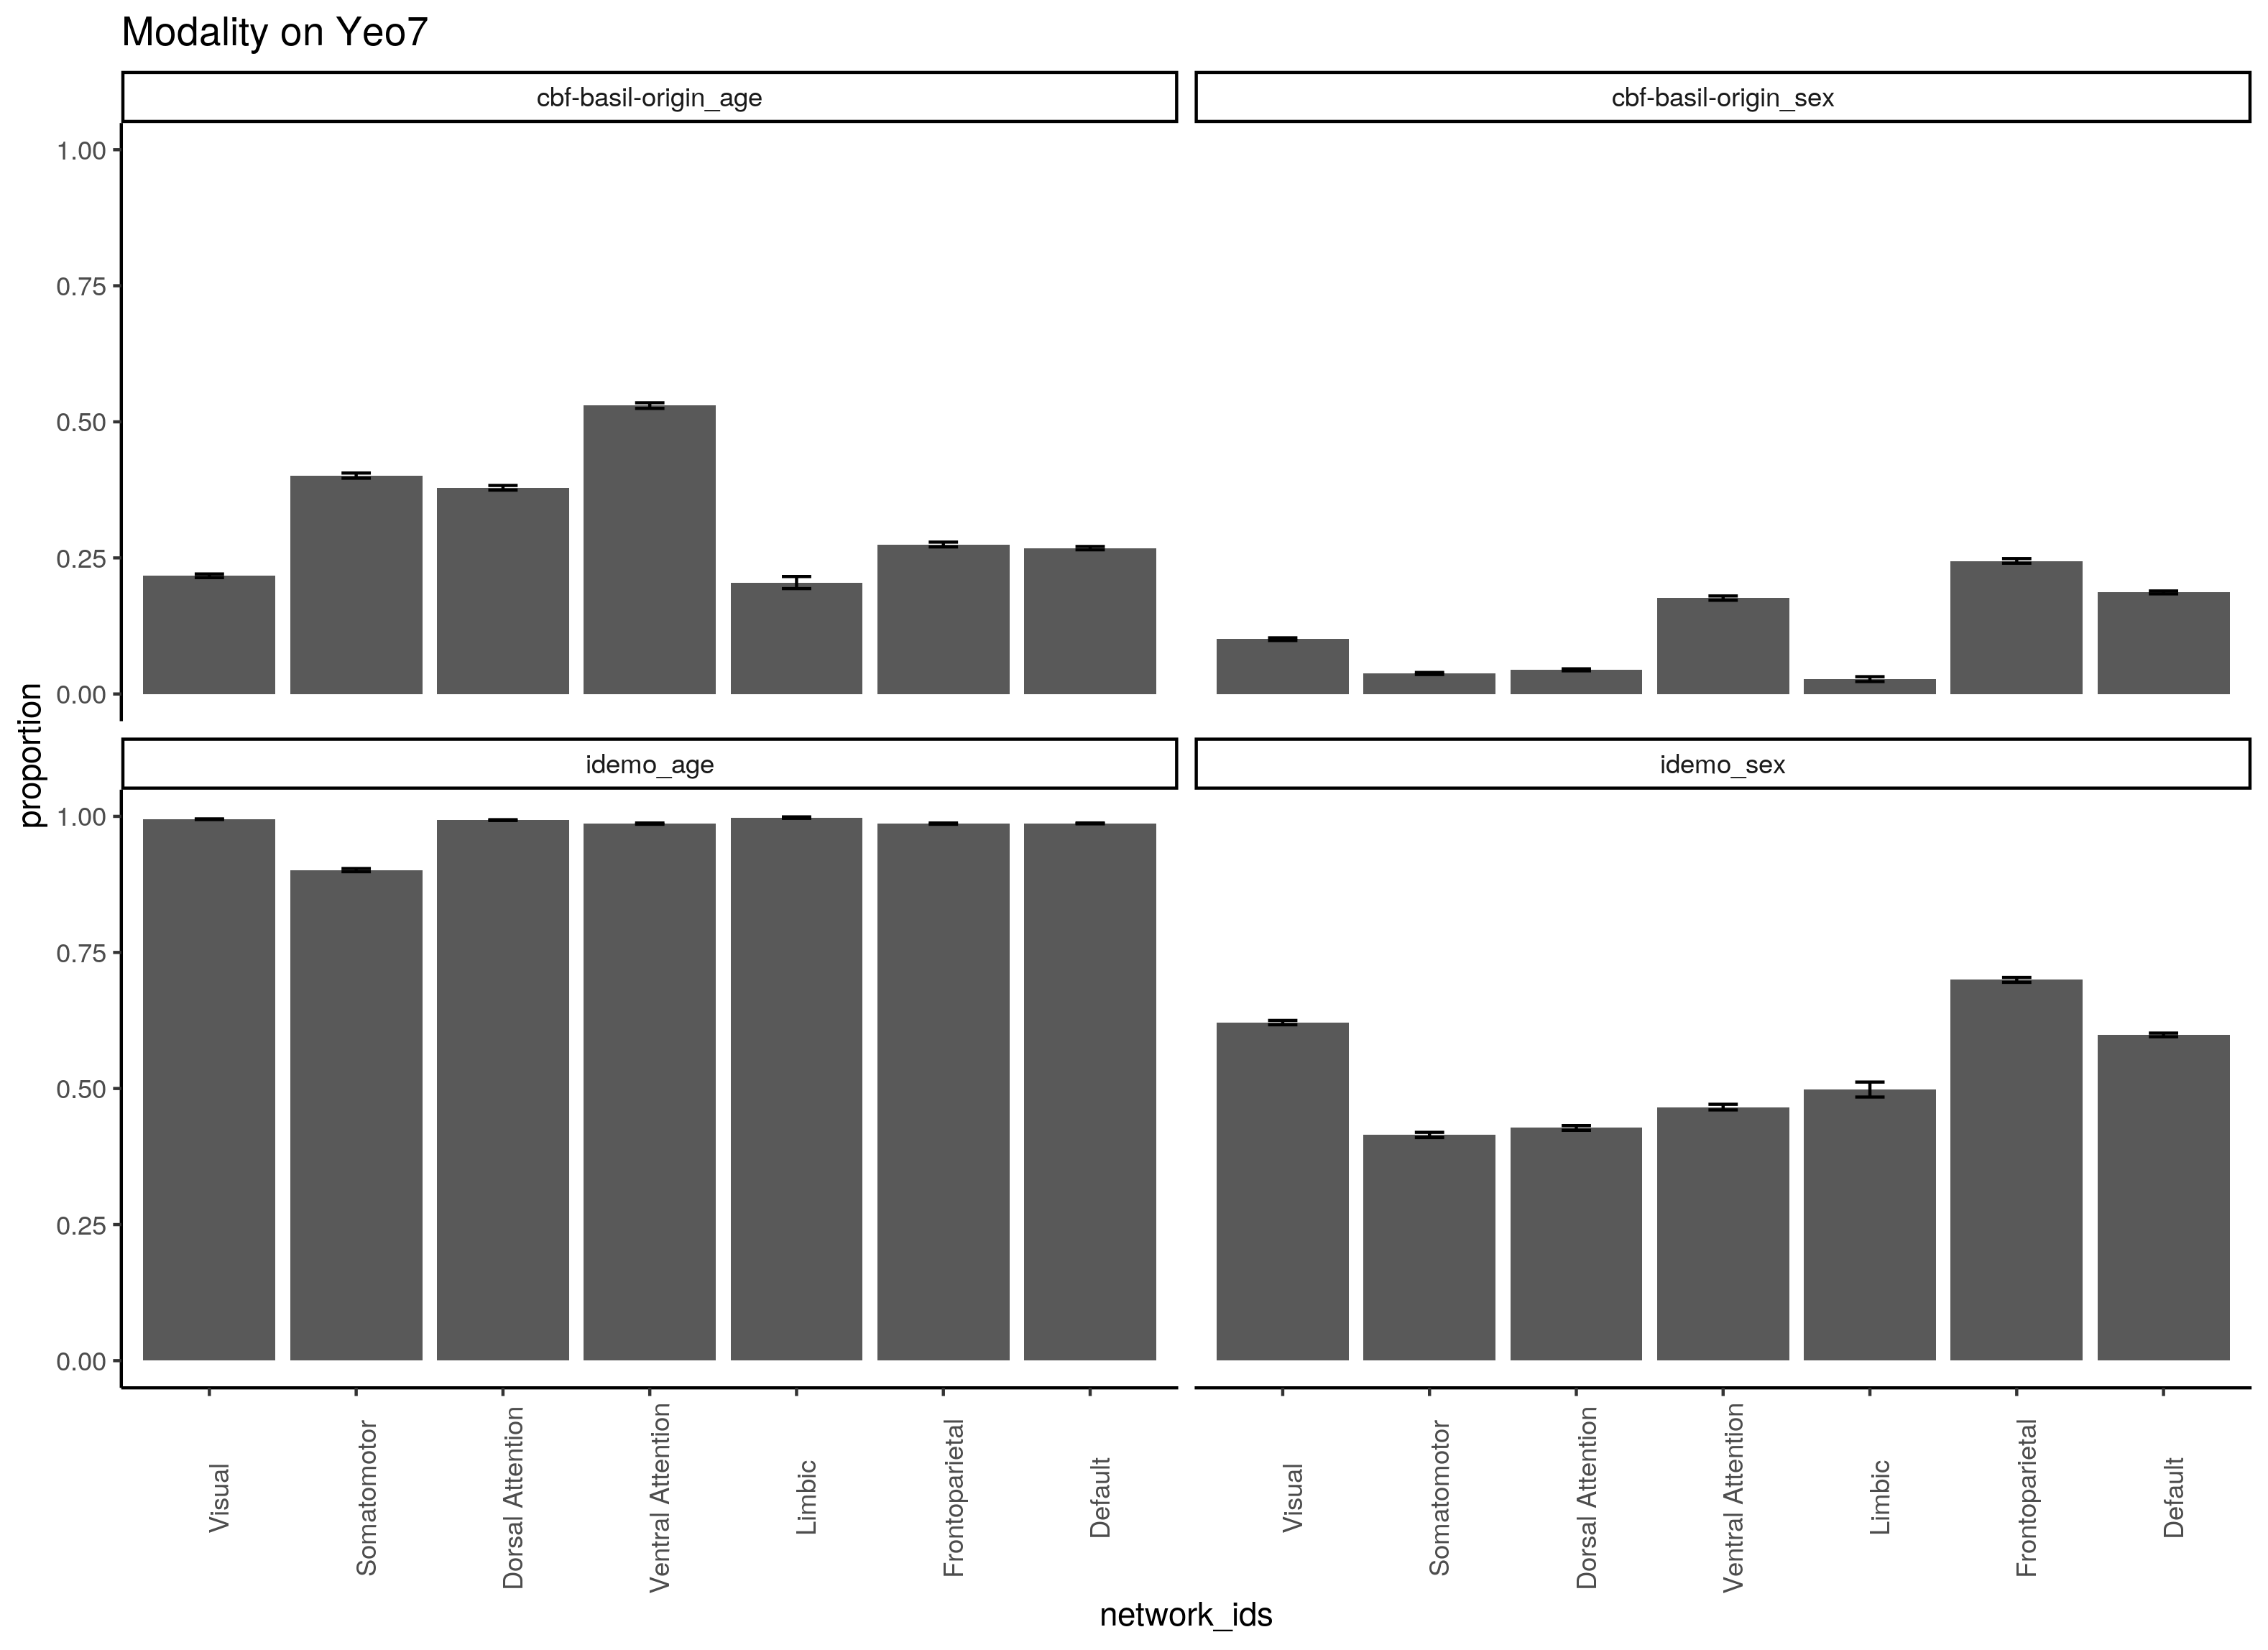 Modality on Yeo7
cbf-basil-origin_age
cbf-basil-origin_sex
1.00
0.75
0.50
0.25
0.00
proportion
idemo_age
idemo_sex
1.00
0.75
0.50
0.25
0.00
Visual
Somatomotor
Dorsal Attention
Ventral Attention
Limbic
Frontoparietal
Default
Visual
Somatomotor
Dorsal Attention
Ventral Attention
Limbic
Frontoparietal
Default
network_ids